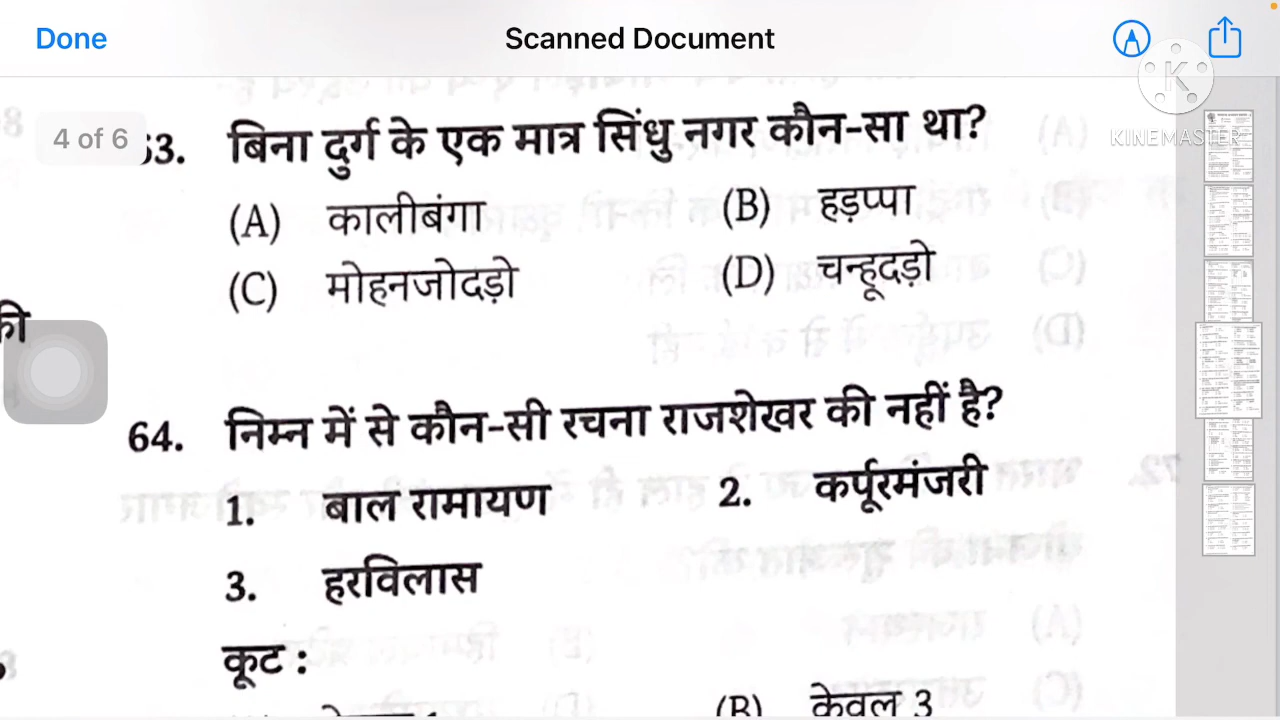 Done
Scanned Document
KINEMASTER
4 of 6
63. बिना दुर्ग के एक मात्र सिंधु नगर कौन-सा था?
(A) कालीबंगा (B) हड़प्पा
(C) मोहनजोदड़ो (D) चन्हूदड़ो
की
64. निम्न में से कौन-सी रचना राजशेखर की नहीं है?
1. बाल रामायण 2. कर्पूरमंजरी
3. हरविलास
कूट :
(B) केवल 3